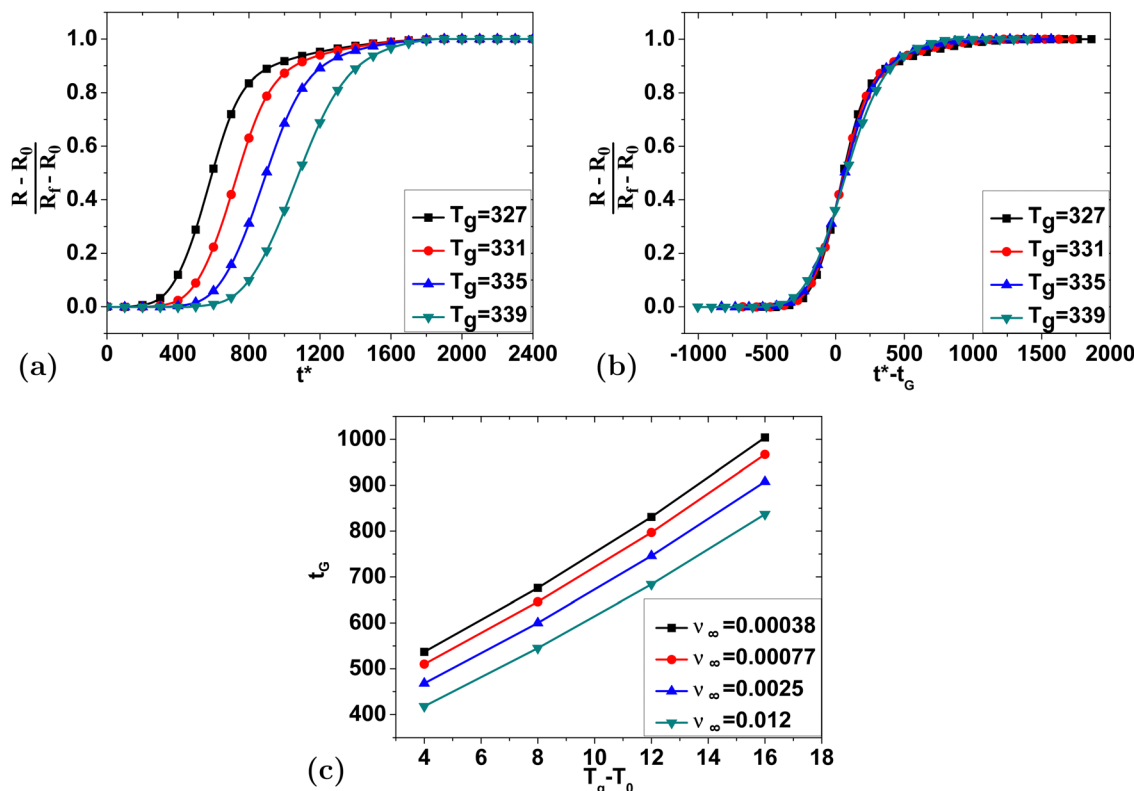 1.0
0.8
0.6
0.4
0.2
0.0
R - R0
Rf - R0
Tg=327
Tg=331
Tg=335
Tg=339
0 400 800 1200 1600 2000 2400
t*
(a)
1.0
0.8
0.6
0.4
0.2
0.0
R - R0
Rf - R0
Tg=327
Tg=331
Tg=335
Tg=339
-1000 -500 0 500 1000 1500 2000
t*-tG
(b)
1000
900
800
700
600
500
400
tG
ν∞=0.00038
ν∞=0.00077
ν∞=0.0025
ν∞=0.012
4 6 8 10 12 14 16 18
Tg-T0
(c)